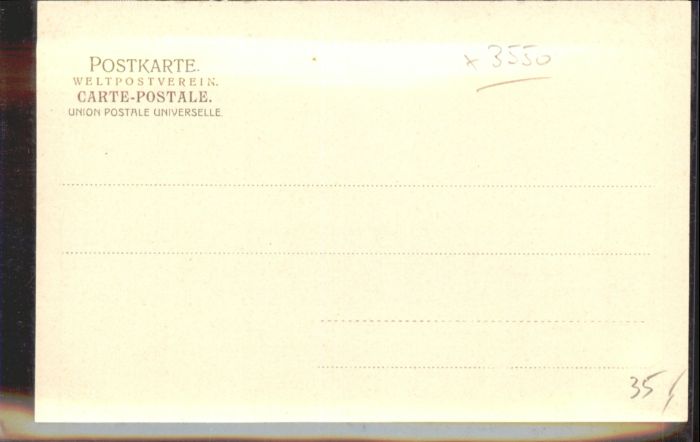 POSTKARTE.
WELTPOSTVEREIN.
CARTE-POSTALE.
UNION POSTALE UNIVERSELLE.
x 3550
35